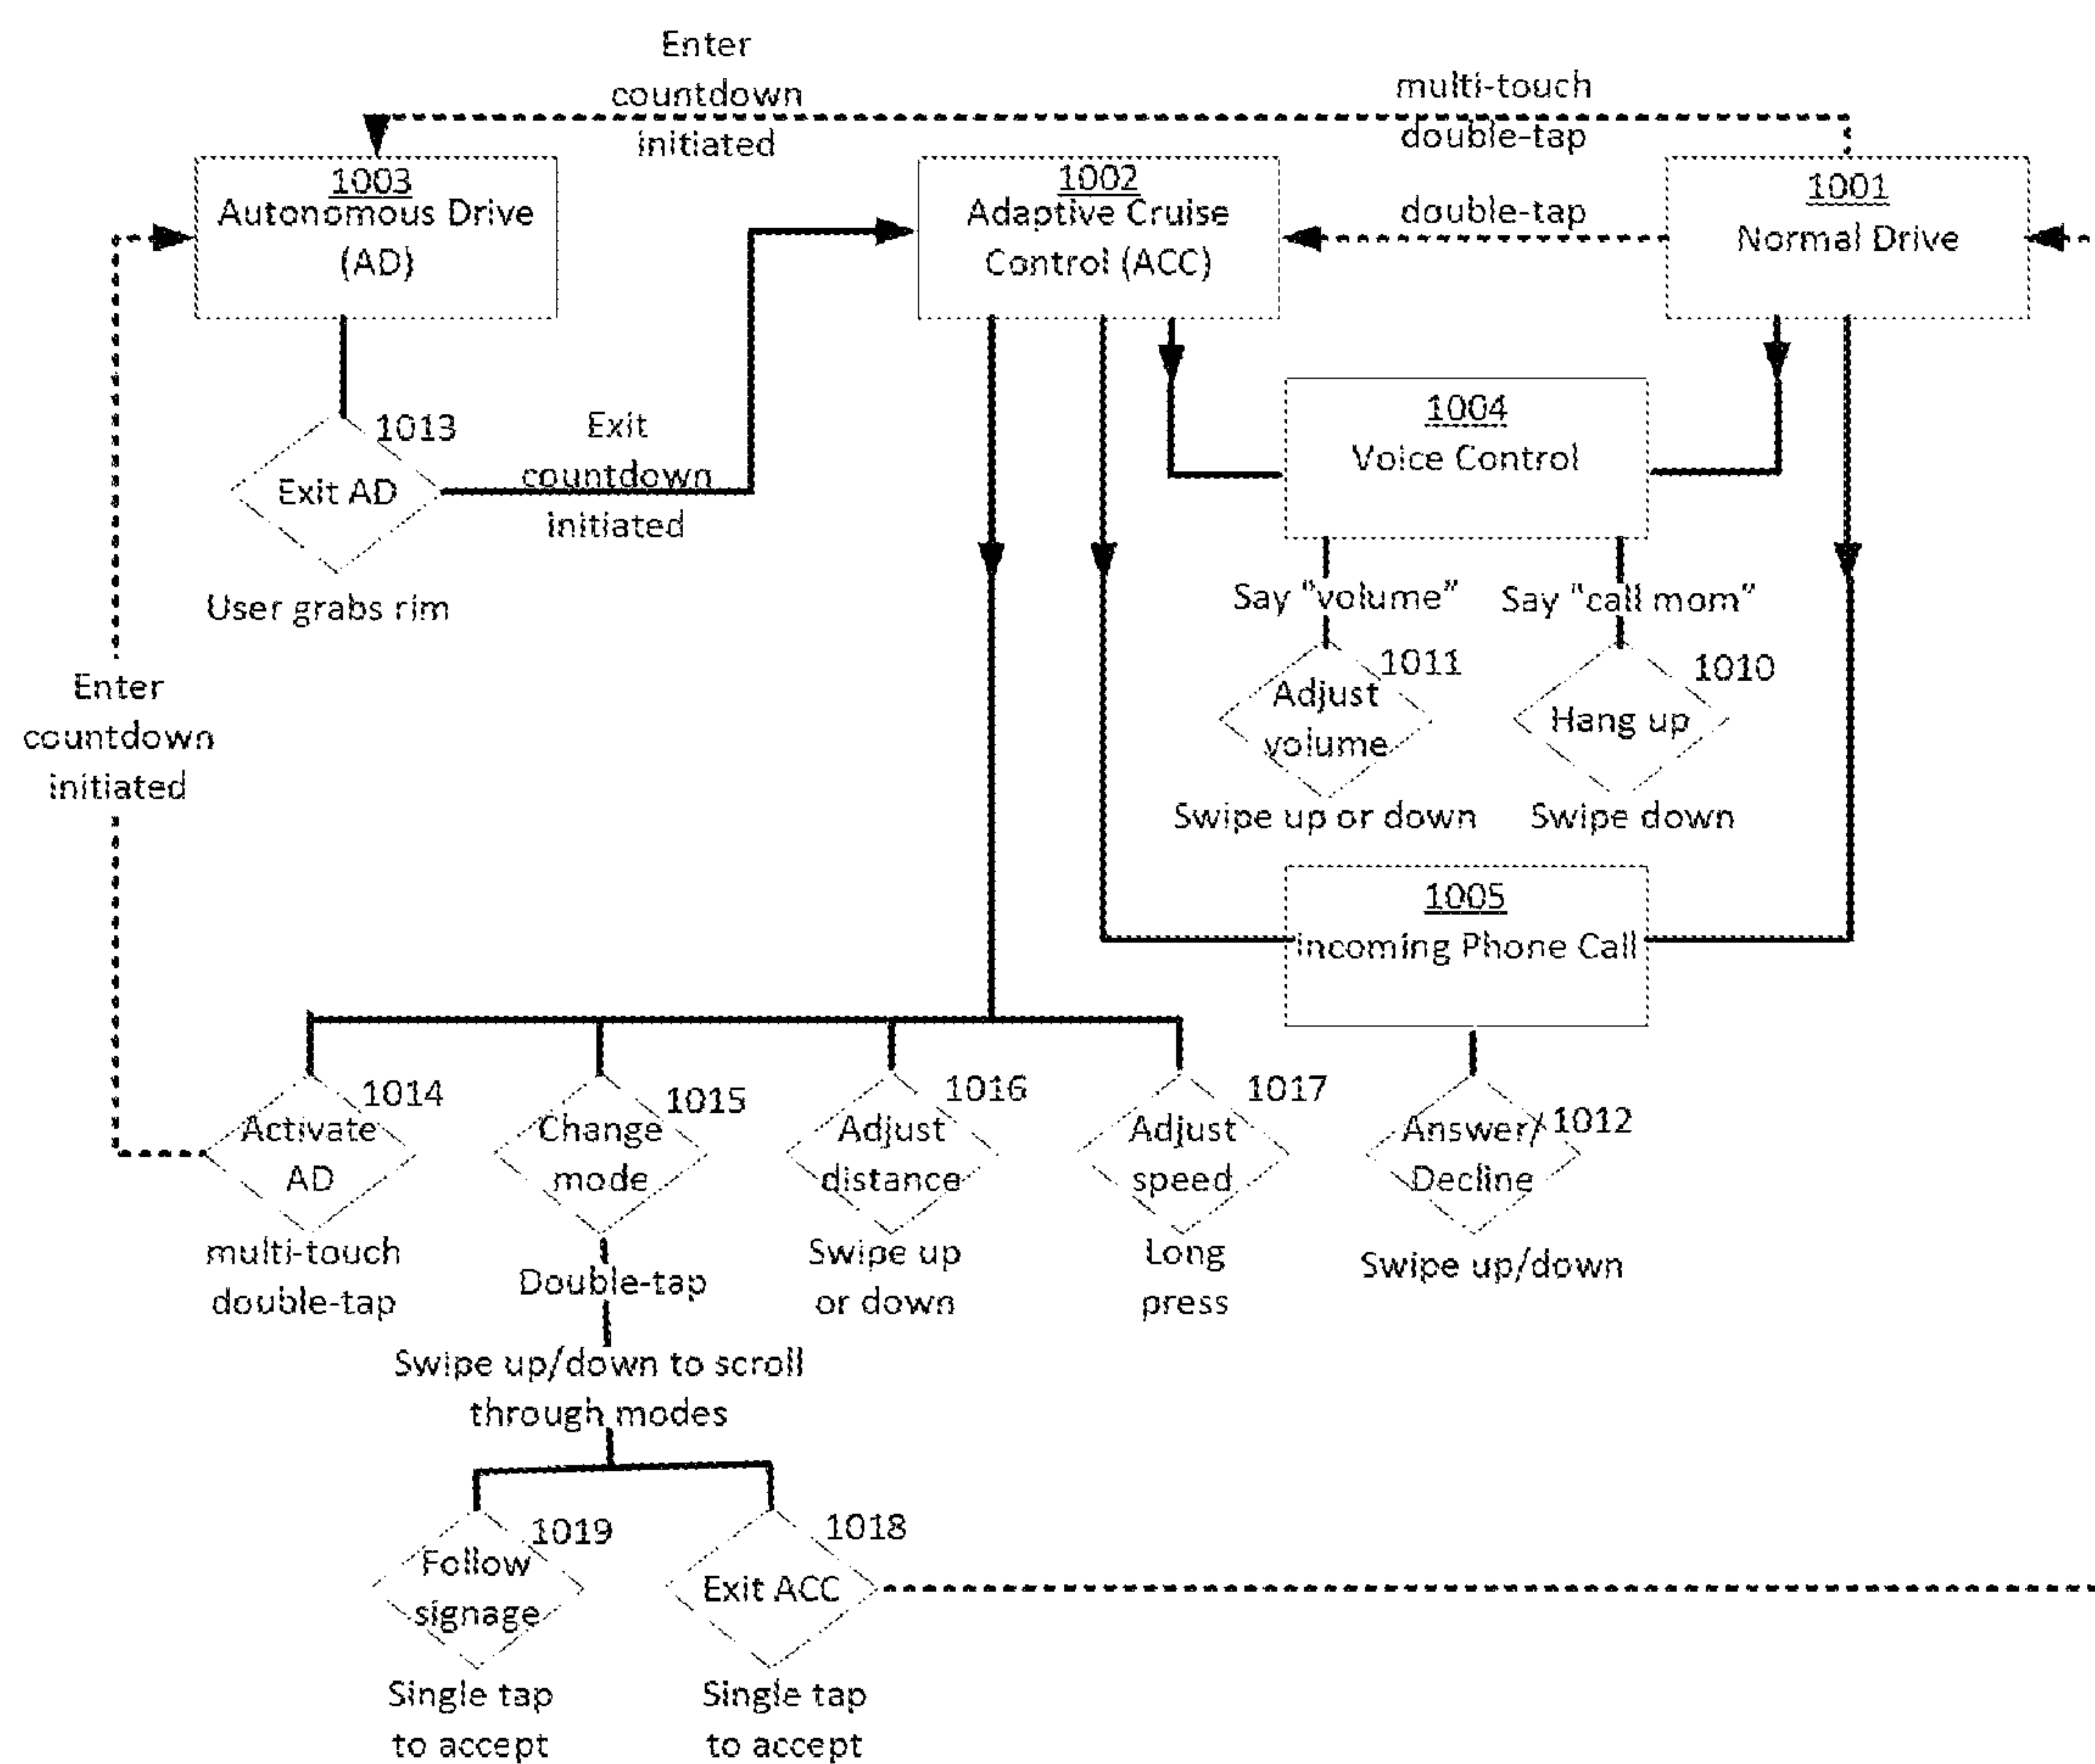 Enter
countdown
initiated
multi-touch
double-tap
1003
Autonomous Drive
(AD)
1002
Adaptive Cruise
Control (ACC)
double-tap
1001
Normal Drive
1013
Exit AD
User grabs rim
Exit
countdown
initiated
1004
Voice Control
Say "volume"
Say "call mom"
1011
Adjust
volume
Swipe up or down
1010
Hang up
Swipe down
Enter
countdown
initiated
1005
Incoming Phone Call
1014
Activate
AD
multi-touch
double-tap
1015
Change
mode
Double-tap
Swipe up/down to scroll
through modes
1016
Adjust
distance
Swipe up
or down
1017
Adjust
speed
Long
press
1012
Answer/
Decline
Swipe up/down
1019
Follow
signage
Single tap
to accept
1018
Exit ACC
Single tap
to accept